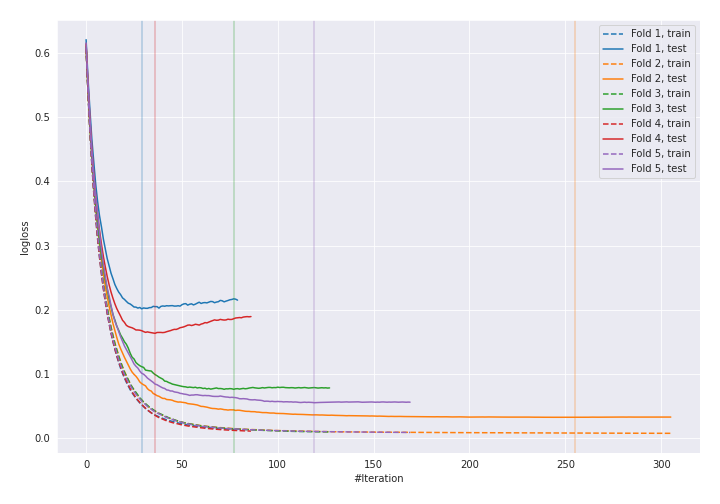 0.6
0.5
0.4
0.3
0.2
0.1
0.0
logloss
0
50
100
150
200
250
300
#Iteration
Fold 1, train
Fold 1, test
Fold 2, train
Fold 2, test
Fold 3, train
Fold 3, test
Fold 4, train
Fold 4, test
Fold 5, train
Fold 5, test